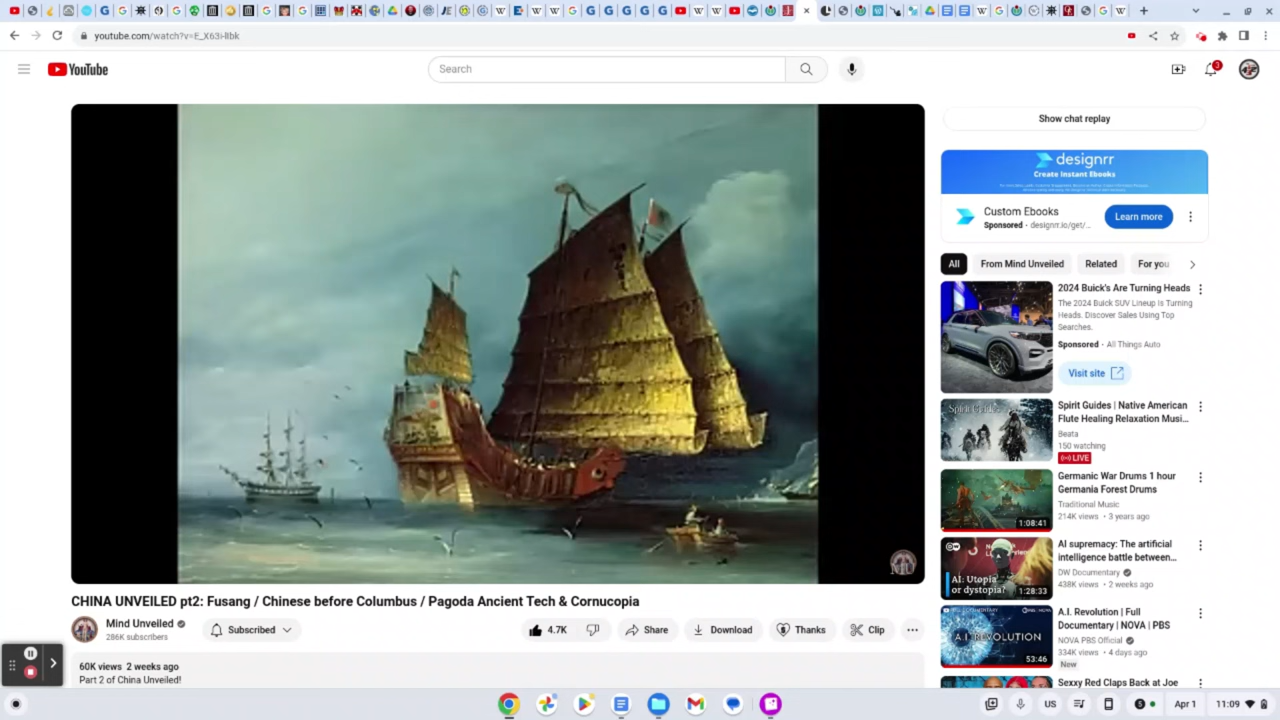 youtube.com/watch?v=E_X63i-lIbk
YouTube
Search
3
Show chat replay
designrr
Create Instant Ebooks
Custom Ebooks
Sponsored · designrr.io/get/...
Learn more
All
From Mind Unveiled
Related
For you
2024 Buick's Are Turning Heads
The 2024 Buick SUV Lineup Is Turning
Heads. Discover Sales Using Top
Searches.
Sponsored · All Things Auto
Visit site
Spirit Guides
Spirit Guides | Native American
Flute Healing Relaxation Musi...
Beata
150 watching
LIVE
Germanic War Drums 1 hour
Germania Forest Drums
Traditional Music
214K views • 3 years ago
1:08:41
AI supremacy: The artificial
intelligence battle between...
DW Documentary
438K views • 2 weeks ago
AI: Utopia
or dystopia?
1:28:33
A.I. Revolution | Full
Documentary | NOVA | PBS
NOVA PBS Official
334K views • 4 days ago
New
A.I. REVOLUTION
53:46
Sexxy Red Claps Back at Joe
CHINA UNVEILED pt2: Fusang / Chinese before Columbus / Pagoda Ancient Tech & Cornucopia
Mind Unveiled
286K subscribers
Subscribed
Share
Download
Thanks
Clip
60K views 2 weeks ago
Part 2 of China Unveiled!
US
Apr 1
11:09